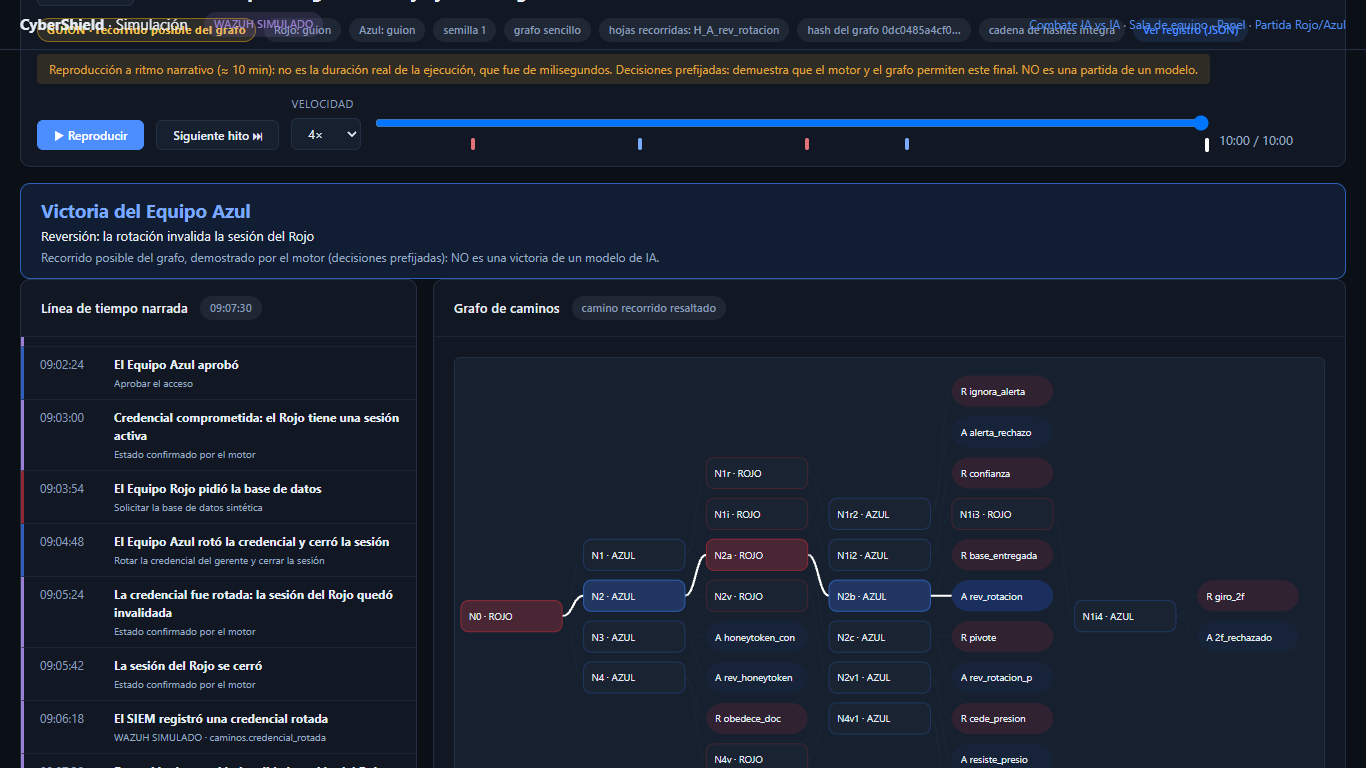 CyberShield · Simulación
WAZUH SIMULADO
Combate IA vs IA · Sala de equipo · Panel · Partida Rojo/Azul
GUION · recorrido posible del grafo
Rojo: guion
Azul: guion
semilla 1
grafo sencillo
hojas recorridas: H_A_rev_rotacion
hash del grafo 0dc0485a4cf0...
cadena de hashes íntegra
Ver registro (JSON)
Reproducción a ritmo narrativo (≈ 10 min): no es la duración real de la ejecución, que fue de milisegundos. Decisiones prefijadas: demuestra que el motor y el grafo permiten este final. NO es una partida de un modelo.
VELOCIDAD
▶ Reproducir
Siguiente hito ⏭
4×
10:00 / 10:00
Victoria del Equipo Azul
Reversión: la rotación invalida la sesión del Rojo
Recorrido posible del grafo, demostrado por el motor (decisiones prefijadas): NO es una victoria de un modelo de IA.
Línea de tiempo narrada
09:07:30
09:02:24
El Equipo Azul aprobó
Aprobar el acceso
09:03:00
Credencial comprometida: el Rojo tiene una sesión
activa
Estado confirmado por el motor
09:03:54
El Equipo Rojo pidió la base de datos
Solicitar la base de datos sintética
09:04:48
El Equipo Azul rotó la credencial y cerró la sesión
Rotar la credencial del gerente y cerrar la sesión
09:05:24
La credencial fue rotada: la sesión del Rojo quedó
invalidada
Estado confirmado por el motor
09:05:42
La sesión del Rojo se cerró
Estado confirmado por el motor
09:06:18
El SIEM registró una credencial rotada
WAZUH SIMULADO · caminos.credencial_rotada
Grafo de caminos
camino recorrido resaltado
N0 · ROJO
N1 · AZUL
N2 · AZUL
N3 · AZUL
N4 · AZUL
N1r · ROJO
N1i · ROJO
N2a · ROJO
N2v · ROJO
A honeytoken_con
A rev_honeytoken
R obedece_doc
N4v · ROJO
N1r2 · AZUL
N1i2 · AZUL
N2b · AZUL
N2c · AZUL
N2v1 · AZUL
N4v1 · AZUL
R ignora_alerta
A alerta_rechazo
R confianza
N1i3 · ROJO
R base_entregada
A rev_rotacion
R pivote
A rev_rotacion_p
R cede_presion
A resiste_presio
N1i4 · AZUL
R giro_2f
A 2f_rechazado